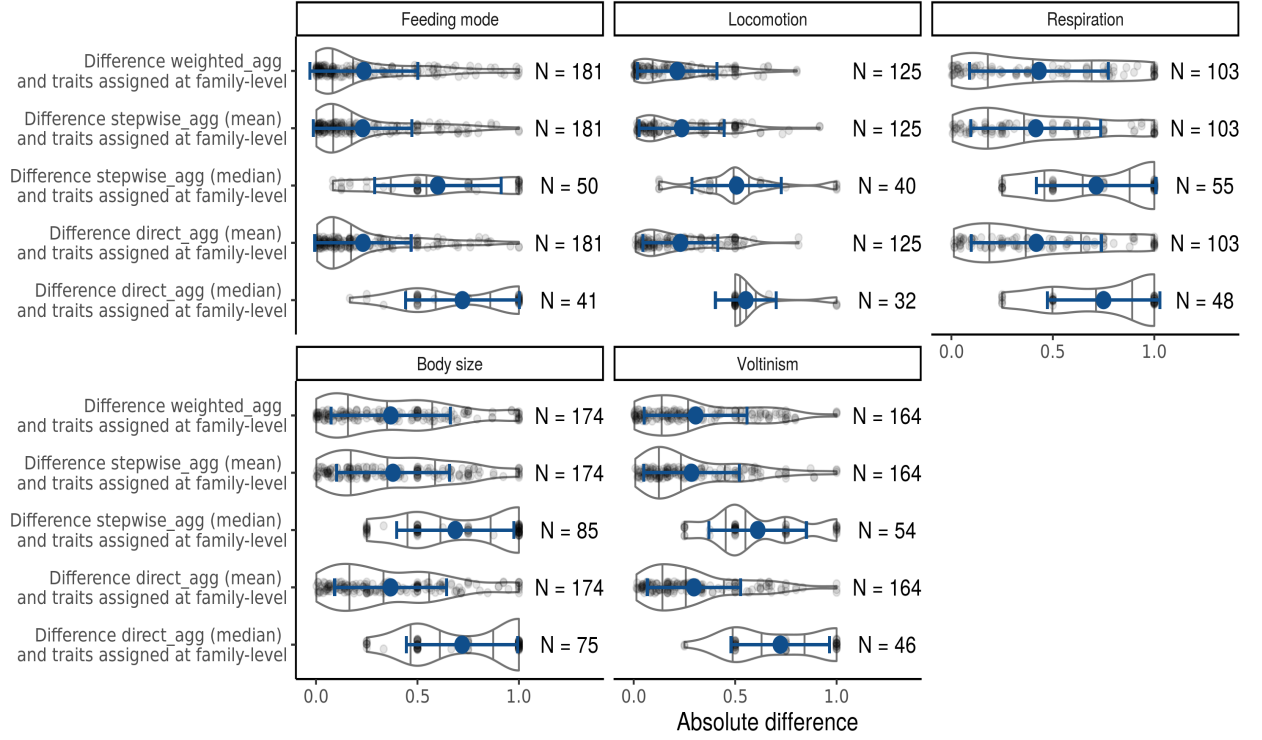 Feeding mode
Locomotion
Respiration
Difference weighted_agg
and traits assigned at family-level
N = 181
N = 125
N = 103
Difference stepwise_agg (mean)
and traits assigned at family-level
N = 181
N = 125
N = 103
Difference stepwise_agg (median)
and traits assigned at family-level
N = 50
N = 40
N = 55
Difference direct_agg (mean)
and traits assigned at family-level
N = 181
N = 125
N = 103
Difference direct_agg (median)
and traits assigned at family-level
N = 41
N = 32
N = 48
0.0 0.5 1.0
Body size
Voltinism
Difference weighted_agg
and traits assigned at family-level
N = 174
N = 164
Difference stepwise_agg (mean)
and traits assigned at family-level
N = 174
N = 164
Difference stepwise_agg (median)
and traits assigned at family-level
N = 85
N = 54
Difference direct_agg (mean)
and traits assigned at family-level
N = 174
N = 164
Difference direct_agg (median)
and traits assigned at family-level
N = 75
N = 46
0.0 0.5 1.0
0.0 0.5 1.0
Absolute difference